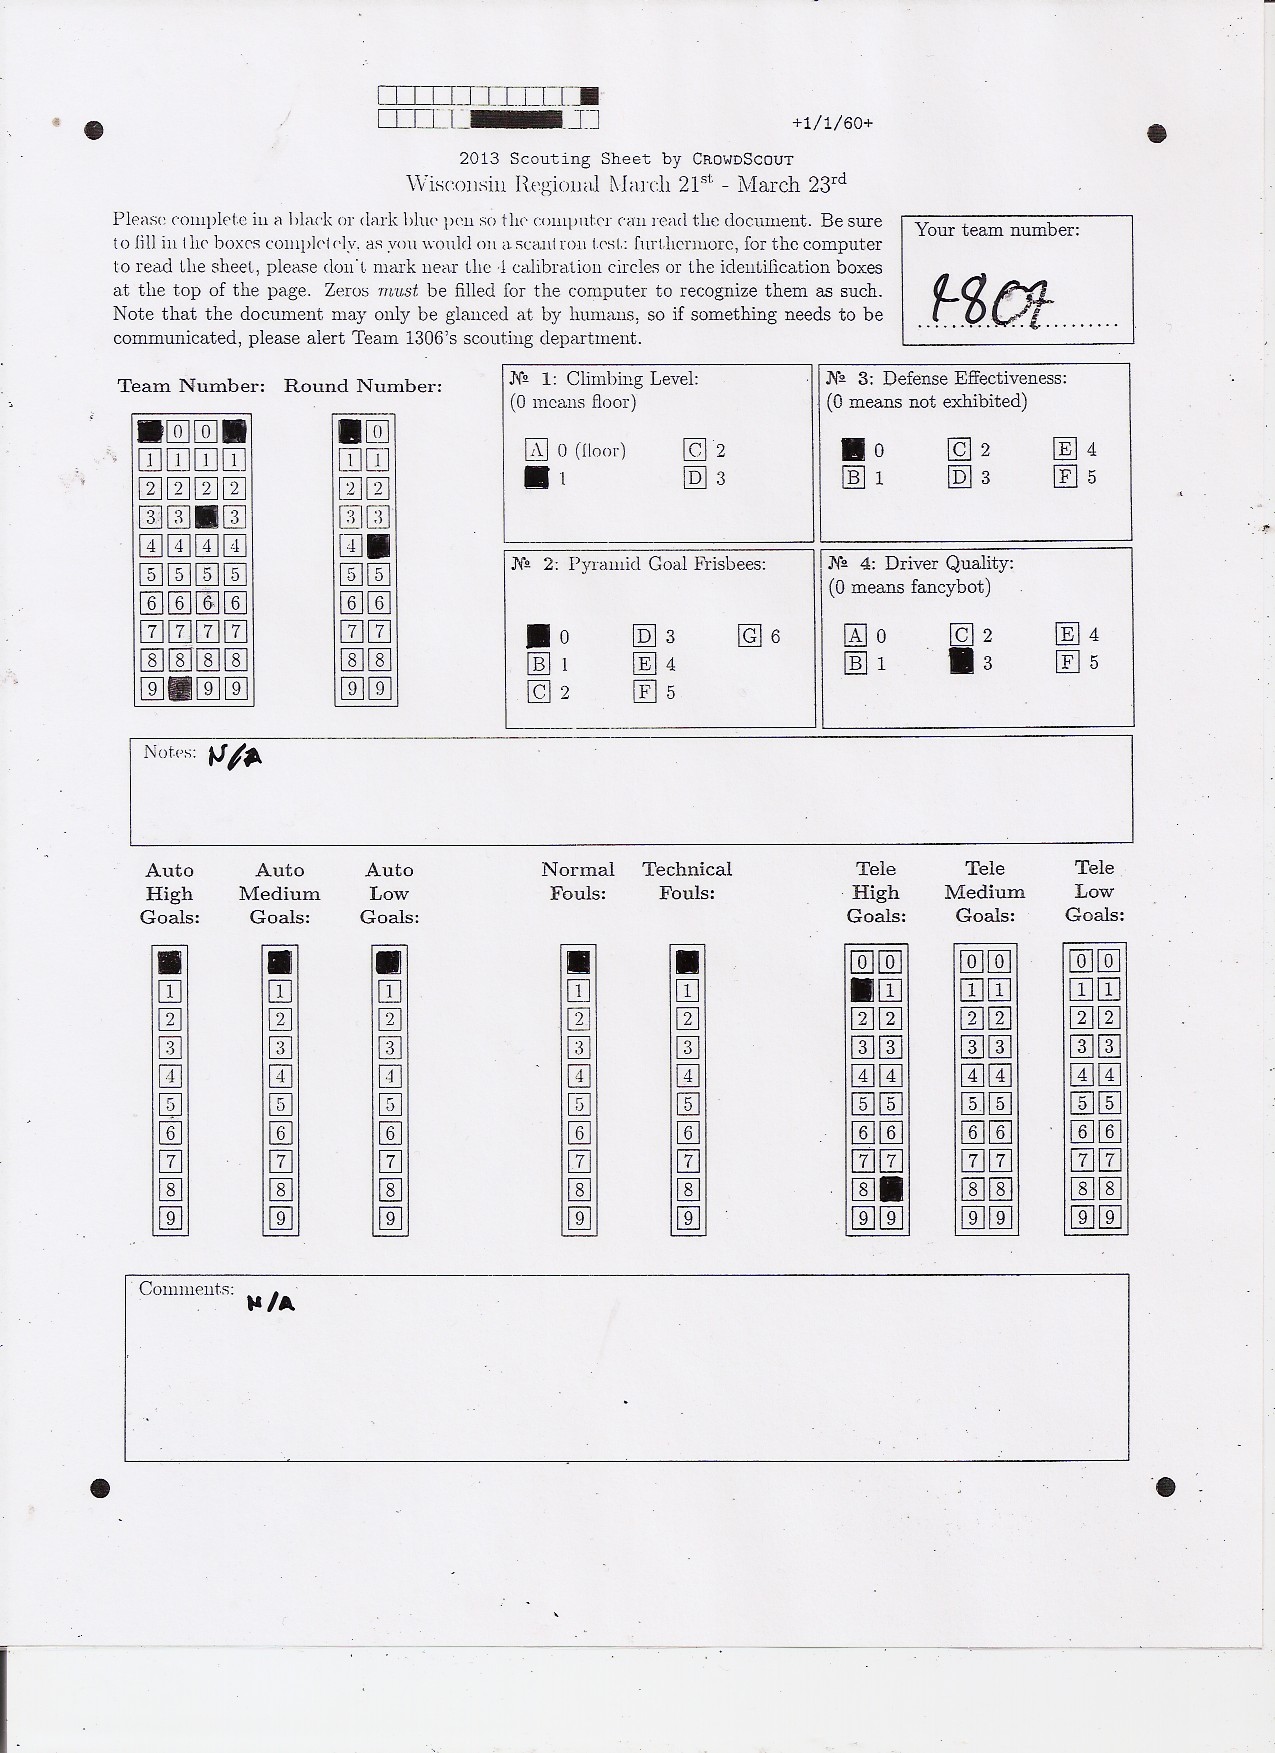 +1/1/60+
2013 Scouting Sheet by CROWDSCOUT
Wisconsin Regional March 21st - March 23rd
Please complete in a black or dark blue pen so the computer can read the document. Be sure
to fill in the boxes completely, as you would on a scantron test; furthermore, for the computer
to read the sheet, please don't mark near the 4 calibration circles or the identification boxes
at the top of the page. Zeros must be filled for the computer to recognize them as such.
Note that the document may only be glanced at by humans, so if something needs to be
communicated, please alert Team 1306's scouting department.
Your team number:
4807
Team Number: Round Number:
0 0 0
1 1 1 1 1 1
2 2 2 2 2 2
3 3 3 3 3
4 4 4 4 4
5 5 5 5 5 5
6 6 6 6 6 6
7 7 7 7 7 7
8 8 8 8 8 8
9 9 9 9 9
№ 1: Climbing Level:
(0 means floor)
A 0 (floor) C 2
1 D 3
№ 3: Defense Effectiveness:
(0 means not exhibited)
0 C 2 E 4
B 1 D 3 F 5
№ 2: Pyramid Goal Frisbees:
0 D 3 G 6
B 1 E 4
C 2 F 5
№ 4: Driver Quality:
(0 means fancybot)
A 0 C 2 E 4
B 1 3 F 5
Notes: N/A
Auto High Goals: Auto Medium Goals: Auto Low Goals: Normal Fouls: Technical Fouls: Tele High Goals: Tele Medium Goals: Tele Low Goals:
0 0 0 0 0 0
1 1 1 1 1 1 1 1 1 1
2 2 2 2 2 2 2 2 2 2 2
3 3 3 3 3 3 3 3 3 3 3
4 4 4 4 4 4 4 4 4 4 4
5 5 5 5 5 5 5 5 5 5 5
6 6 6 6 6 6 6 6 6 6 6
7 7 7 7 7 7 7 7 7 7 7
8 8 8 8 8 8 8 8 8 8
9 9 9 9 9 9 9 9 9 9 9
Comments: N/A